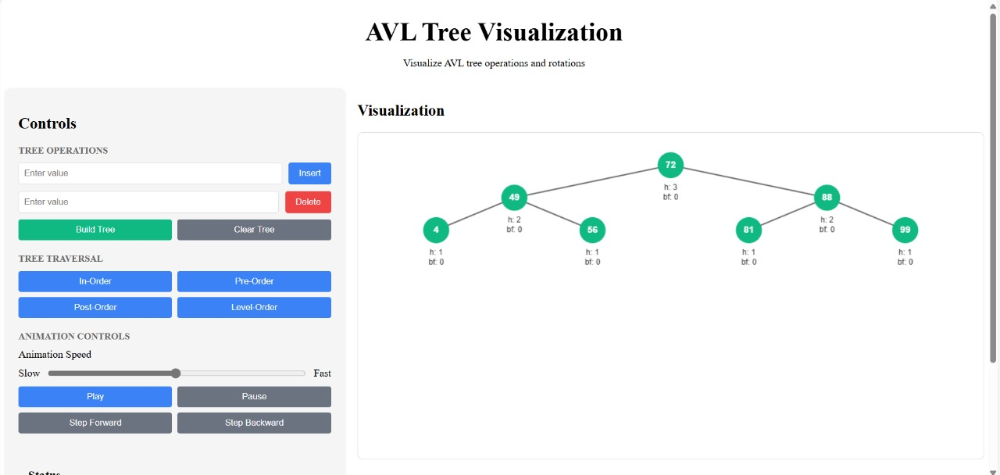 AVL Tree Visualization
Visualize AVL tree operations and rotations
Controls
TREE OPERATIONS
Enter value
Insert
Enter value
Delete
Build Tree
Clear Tree
TREE TRAVERSAL
In-Order
Pre-Order
Post-Order
Level-Order
ANIMATION CONTROLS
Animation Speed
Slow
Fast
Play
Pause
Step Forward
Step Backward
Status
Visualization
72
h: 3
bf: 0
49
h: 2
bf: 0
88
h: 2
bf: 0
4
h: 1
bf: 0
56
h: 1
bf: 0
81
h: 1
bf: 0
99
h: 1
bf: 0